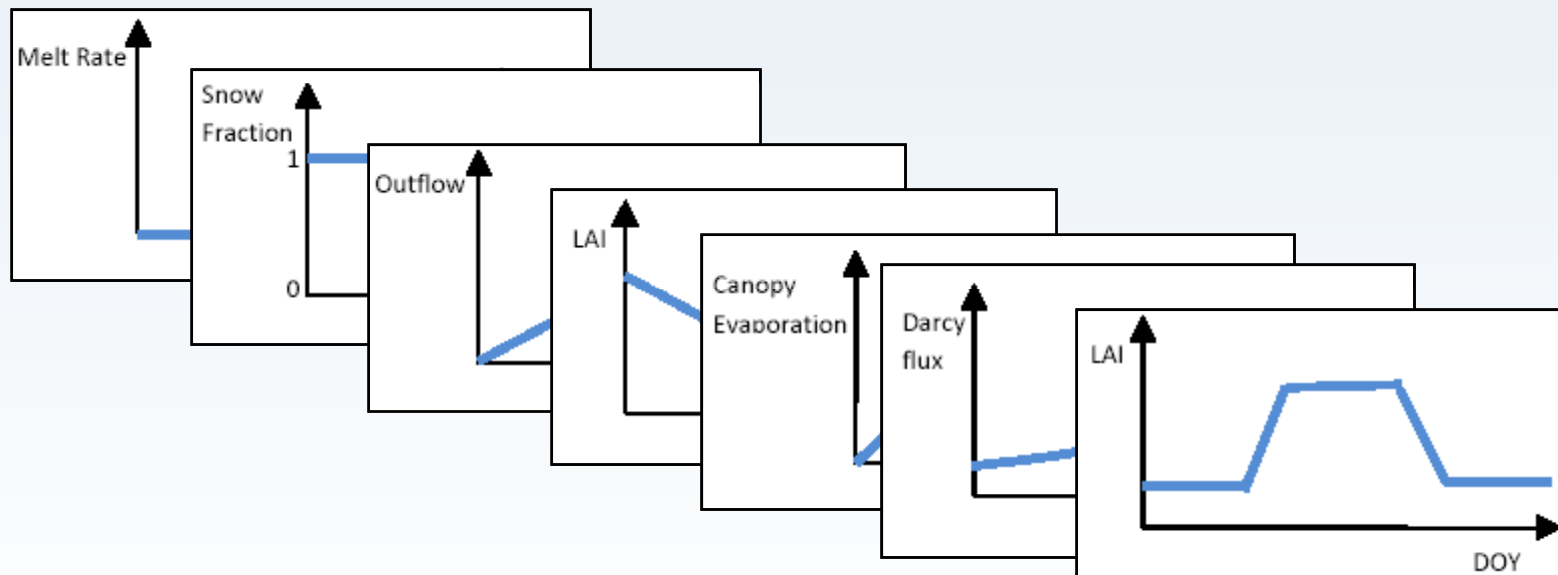 Melt Rate
Snow
Fraction
1
0
Outflow
LAI
Canopy
Evaporation
Darcy
flux
LAI
DOY